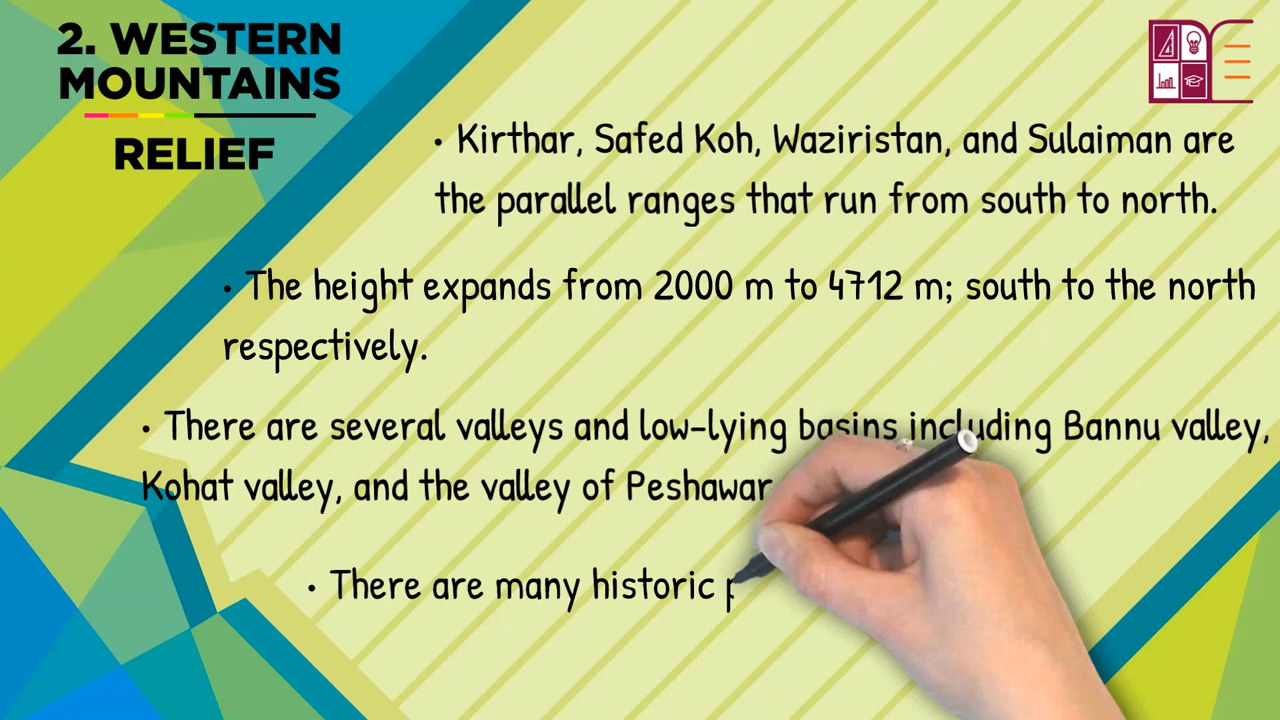 2. WESTERN
MOUNTAINS
RELIEF
• Kirthar, Safed Koh, Waziristan, and Sulaiman are
the parallel ranges that run from south to north.
• The height expands from 2000 m to 4712 m; south to the north
respectively.
• There are several valleys and low-lying basins including Bannu valley,
Kohat valley, and the valley of Peshawar
• There are many historic p